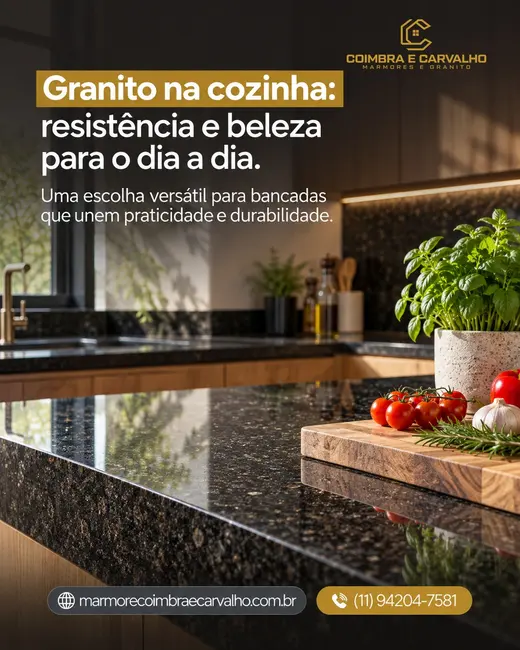 COIMBRA E CARVALHO
MARMORES E GRANITO
Granito na cozinha:
resistência e beleza
para o dia a dia.
Uma escolha versátil para bancadas
que unem praticidade e durabilidade.
marmorecoimbraecarvalho.com.br
(11) 94204-7581